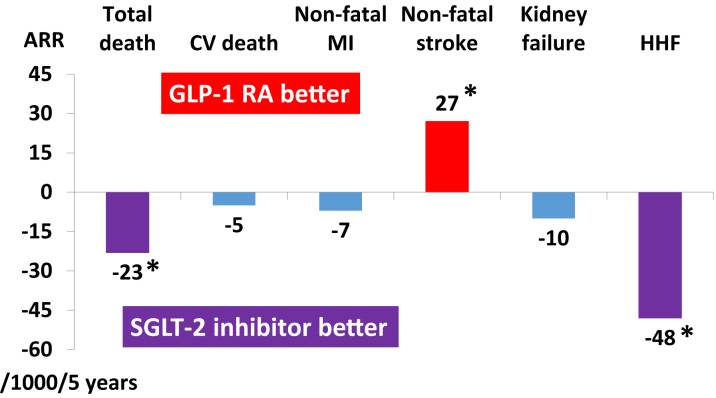 ARR
Total
death
CV death
Non-fatal
MI
Non-fatal
stroke
Kidney
failure
HHF
45
30
15
0
-15
-30
-45
-60
GLP-1 RA better
27 *
-5
-7
-10
-23 *
-48 *
SGLT-2 inhibitor better
/1000/5 years